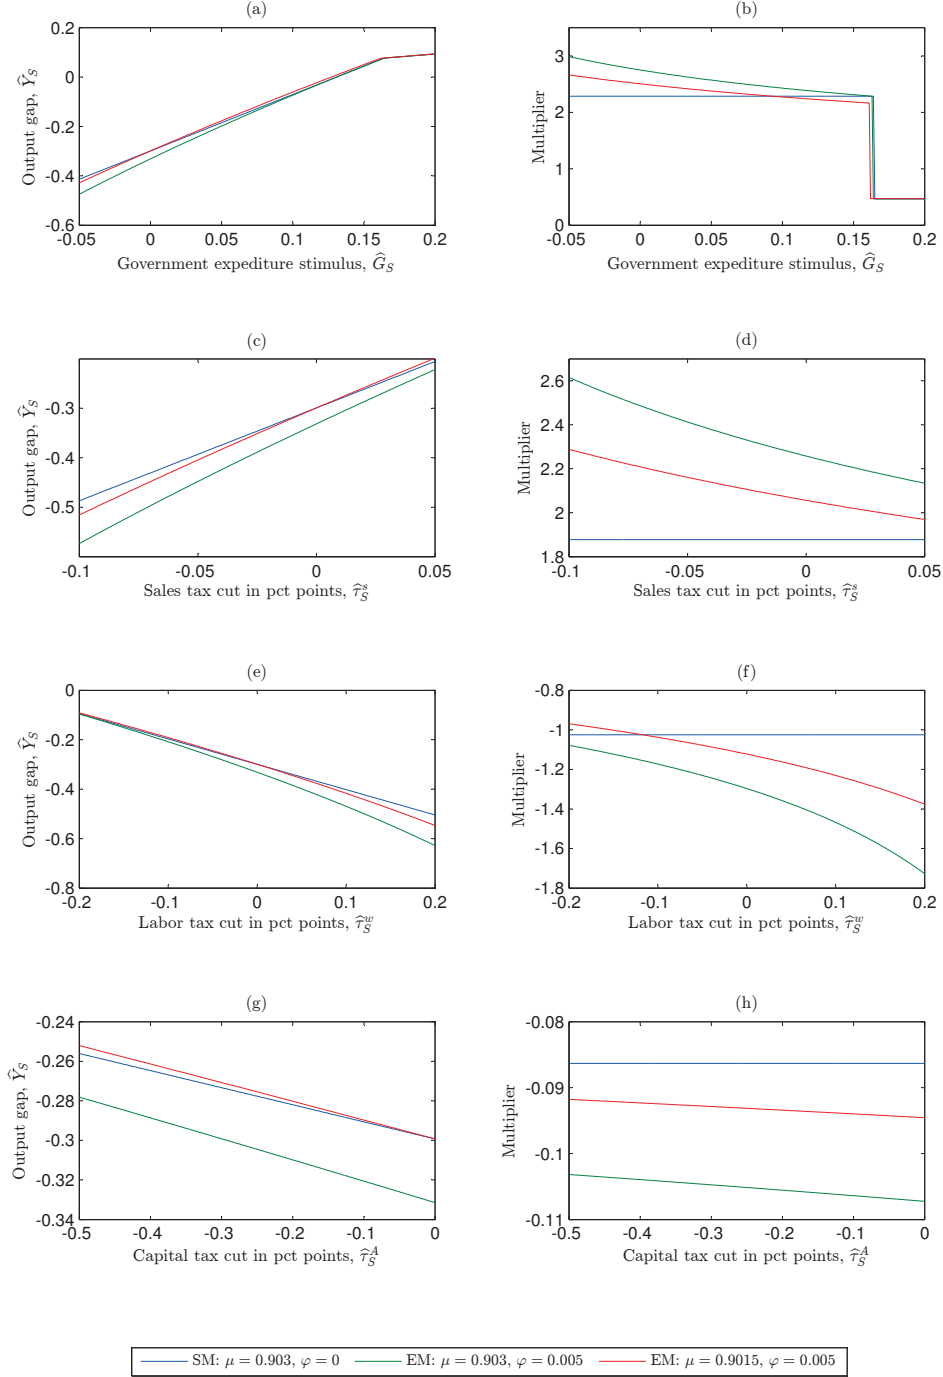 (a)
(b)
Output gap, Ŷ_S
0.2
0
-0.2
-0.4
-0.6
-0.05
0
0.05
0.1
0.15
0.2
Government expediture stimulus, Ĝ_S
Multiplier
3
2
1
0
-0.05
0
0.05
0.1
0.15
0.2
Government expediture stimulus, Ĝ_S
(c)
(d)
Output gap, Ŷ_S
-0.3
-0.4
-0.5
-0.1
-0.05
0
0.05
Sales tax cut in pct points, τ̂_S^s
Multiplier
2.6
2.4
2.2
2
1.8
-0.1
-0.05
0
0.05
Sales tax cut in pct points, τ̂_S^s
(e)
(f)
Output gap, Ŷ_S
0
-0.2
-0.4
-0.6
-0.8
-0.2
-0.1
0
0.1
0.2
Labor tax cut in pct points, τ̂_S^w
Multiplier
-0.8
-1
-1.2
-1.4
-1.6
-1.8
-0.2
-0.1
0
0.1
0.2
Labor tax cut in pct points, τ̂_S^w
(g)
(h)
Output gap, Ŷ_S
-0.24
-0.26
-0.28
-0.3
-0.32
-0.34
-0.5
-0.4
-0.3
-0.2
-0.1
0
Capital tax cut in pct points, τ̂_S^A
Multiplier
-0.08
-0.09
-0.1
-0.11
-0.5
-0.4
-0.3
-0.2
-0.1
0
Capital tax cut in pct points, τ̂_S^A
SM: μ = 0.903, φ = 0
EM: μ = 0.903, φ = 0.005
EM: μ = 0.9015, φ = 0.005